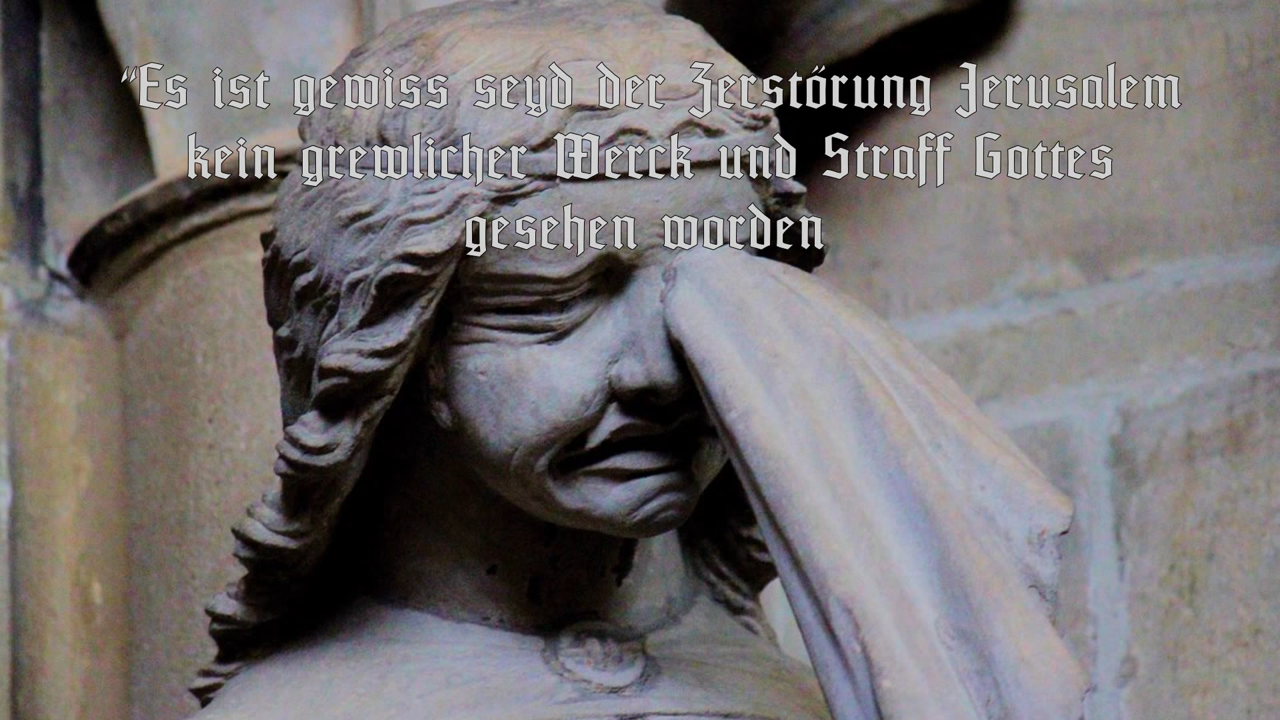 “Es ist gewiss seyd der Zerstörung Jerusalem
kein grewlicher Werck und Straff Gottes
gesehen worden